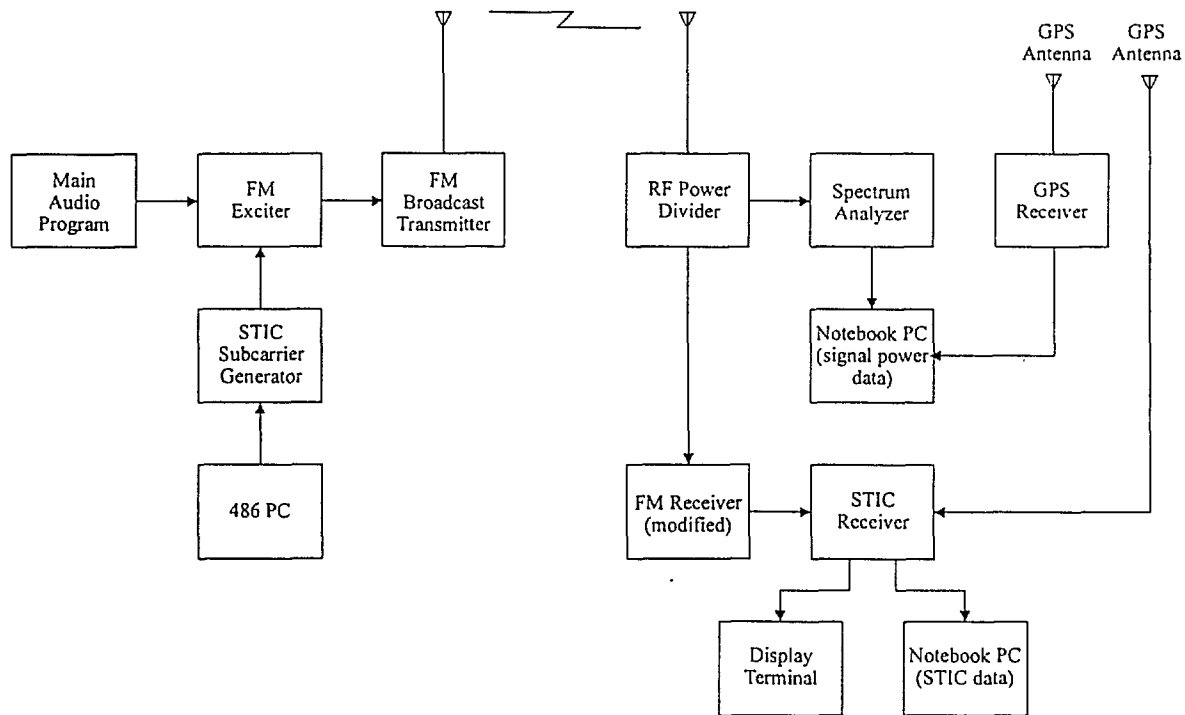 GPS
Antenna
GPS
Antenna
Main
Audio
Program
FM
Exciter
FM
Broadcast
Transmitter
RF Power
Divider
Spectrum
Analyzer
GPS
Receiver
STIC
Subcarrier
Generator
Notebook PC
(signal power
data)
486 PC
FM Receiver
(modified)
STIC
Receiver
Display
Terminal
Notebook PC
(STIC data)